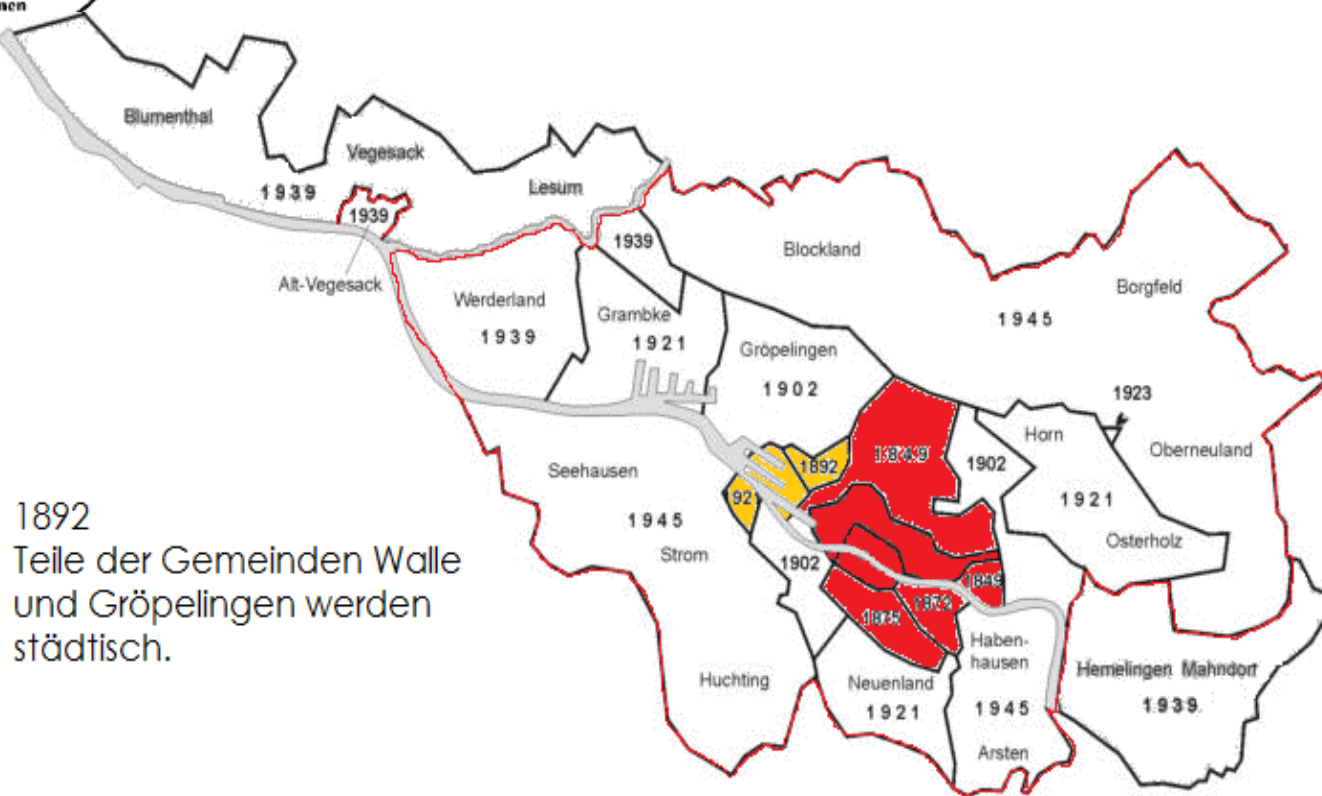 nen
Blumenthal
Vegesack
1939
Lesum
1939
1939
Blockland
Alt-Vegesack
Werderland
1939
Grambke
1921
Borgfeld
1945
Gröpelingen
1902
1923
Horn
1849
1892
1902
Oberneuland
Seehausen
92
1921
1945
Strom
Osterholz
1902
1849
1872
1875
1892
Teile der Gemeinden Walle
und Gröpelingen werden
städtisch.
Haben-
hausen
Huchting
Neuenland
1921
1945
Hemelingen Mahndorf
1939
Arsten